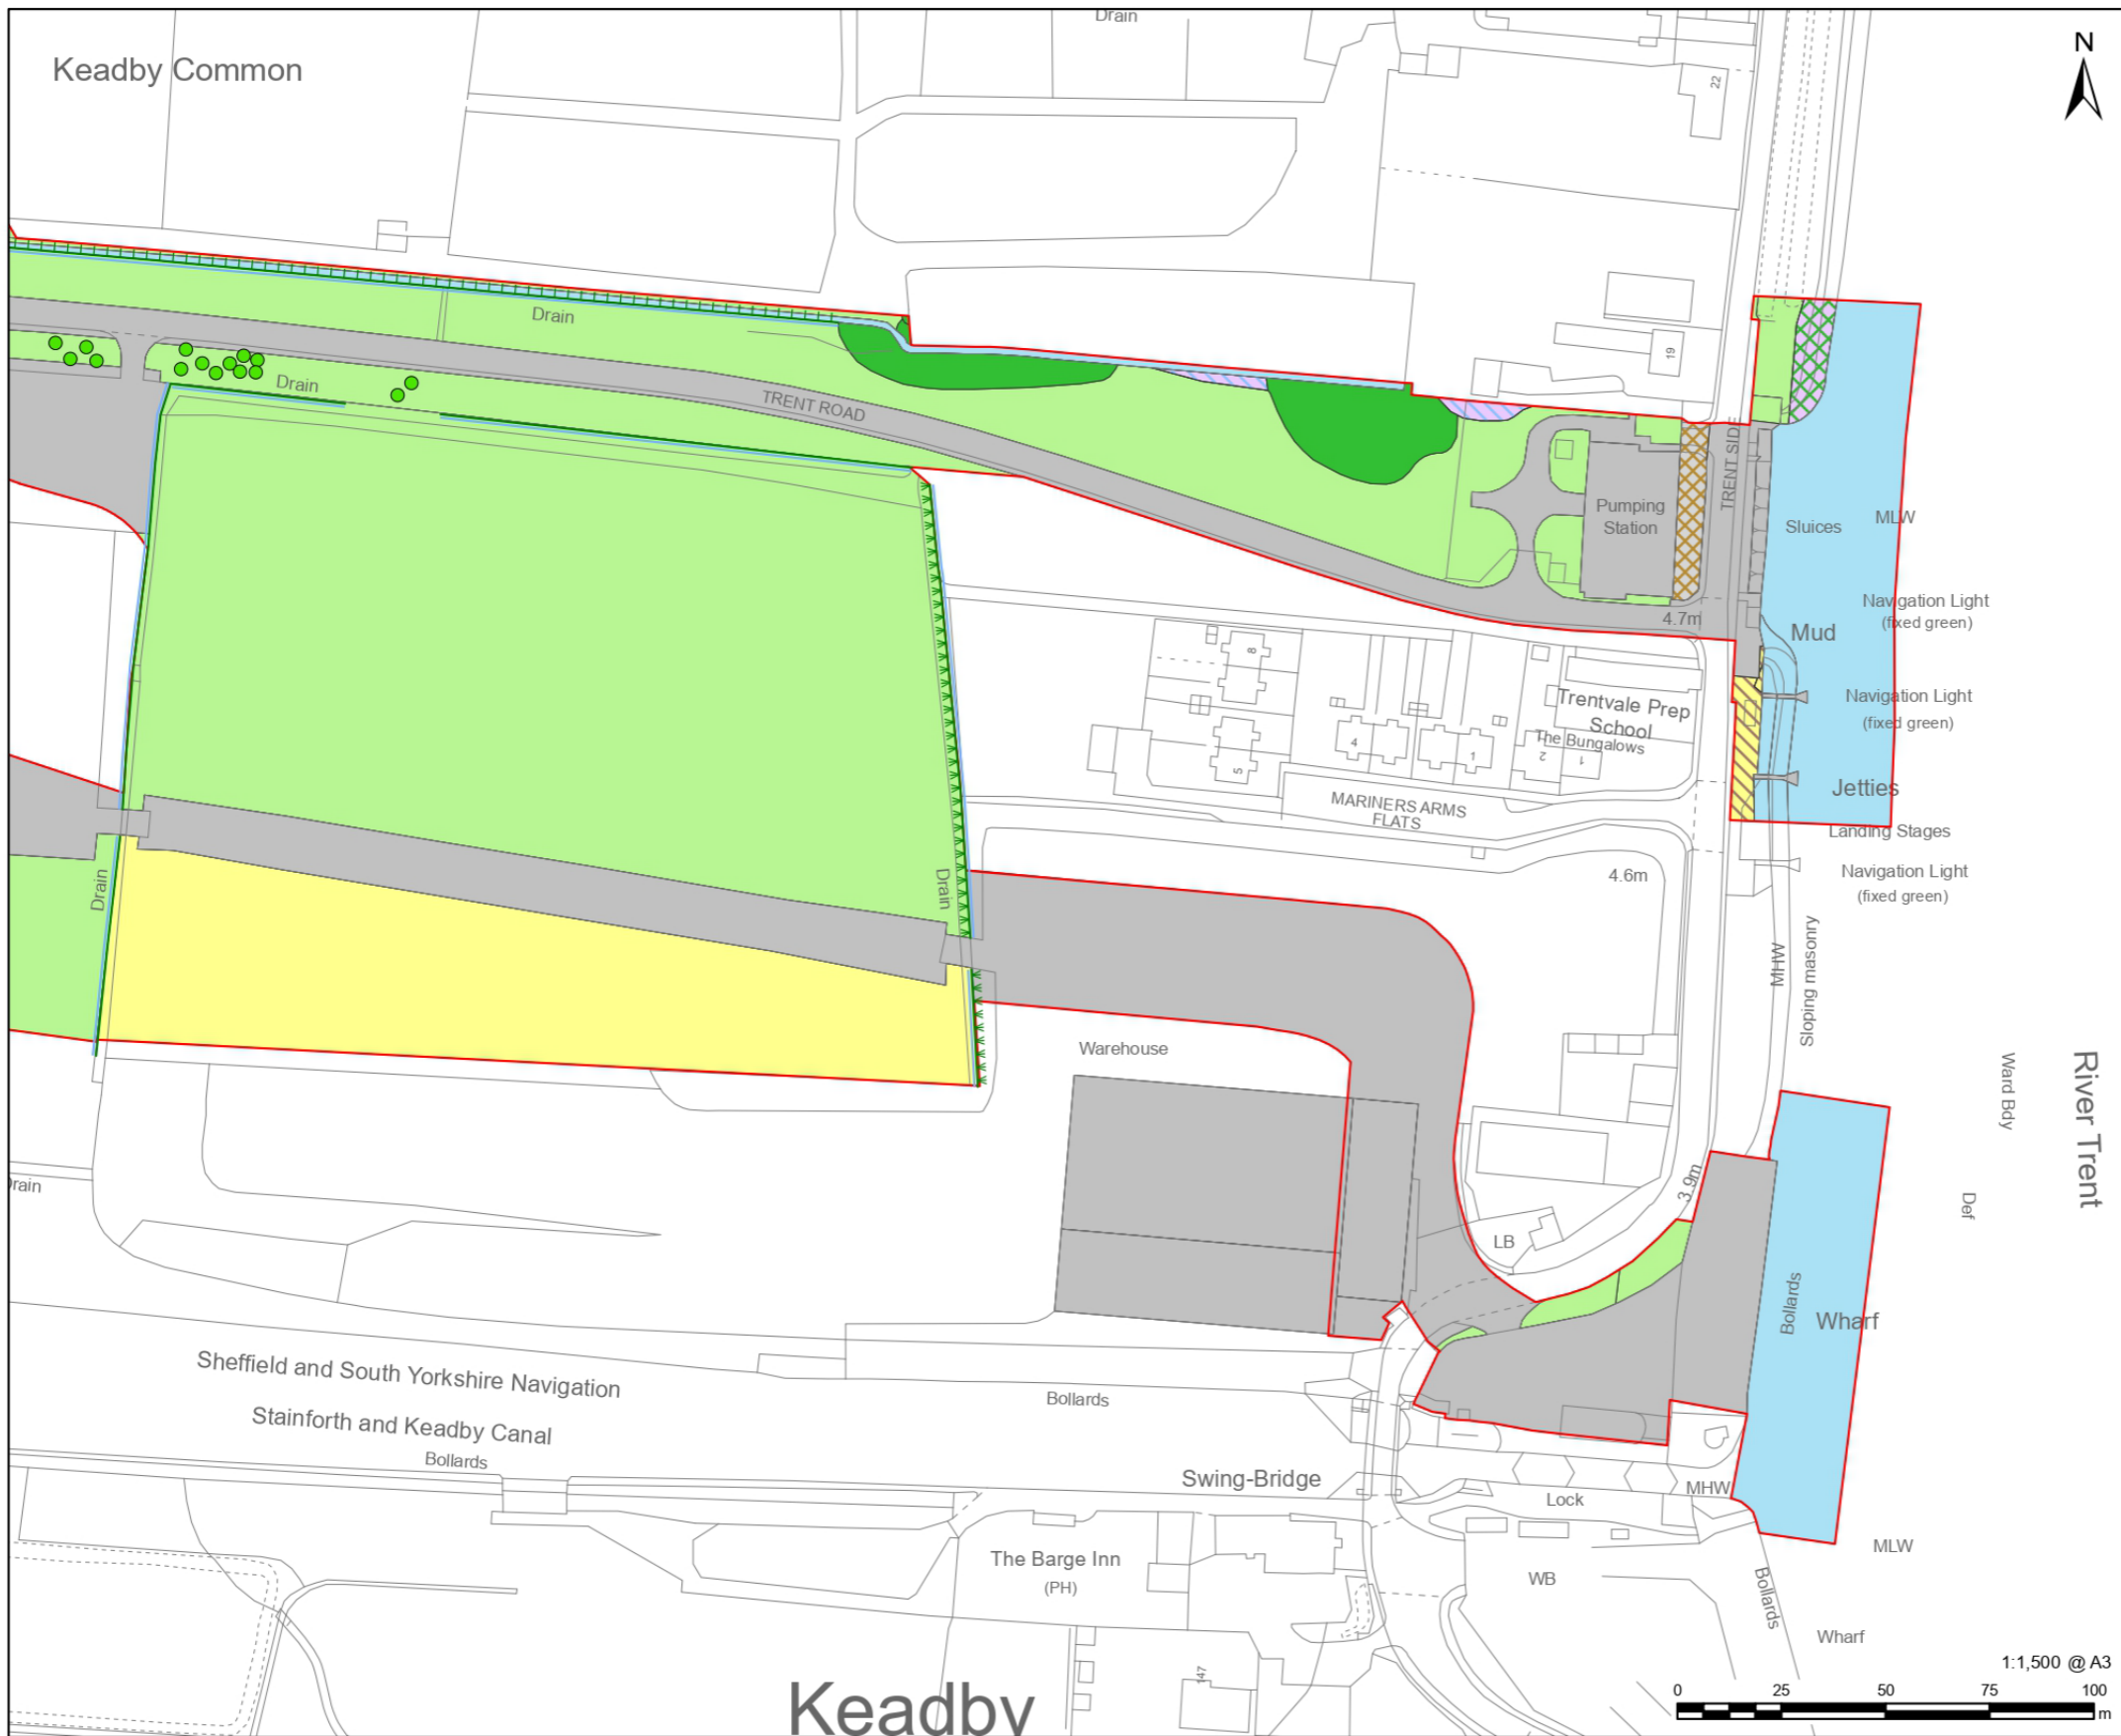 Drain
Keadby Common
N
22
Drain
Drain
TRENT ROAD
19
TRENT SIDE
Pumping
Station
Sluices
MLW
Navigation Light
(fixed green)
4.7m
Mud
8
Trentvale Prep
School
The Bungalows
Navigation Light
(fixed green)
4
1
2
1
5
MARINERS ARMS
FLATS
Jetties
Landing Stages
4.6m
Navigation Light
(fixed green)
Drain
Drain
MHW
Sloping masonry
Warehouse
Ward Bdy
River Trent
3.9m
Def
LB
Bollards
Wharf
Sheffield and South Yorkshire Navigation
Stainforth and Keadby Canal
Bollards
Bollards
Swing-Bridge
Lock
MHW
MLW
The Barge Inn
(PH)
WB
Bollards
Wharf
147
Keadby
1:1,500 @ A3
0 25 50 75 100
m